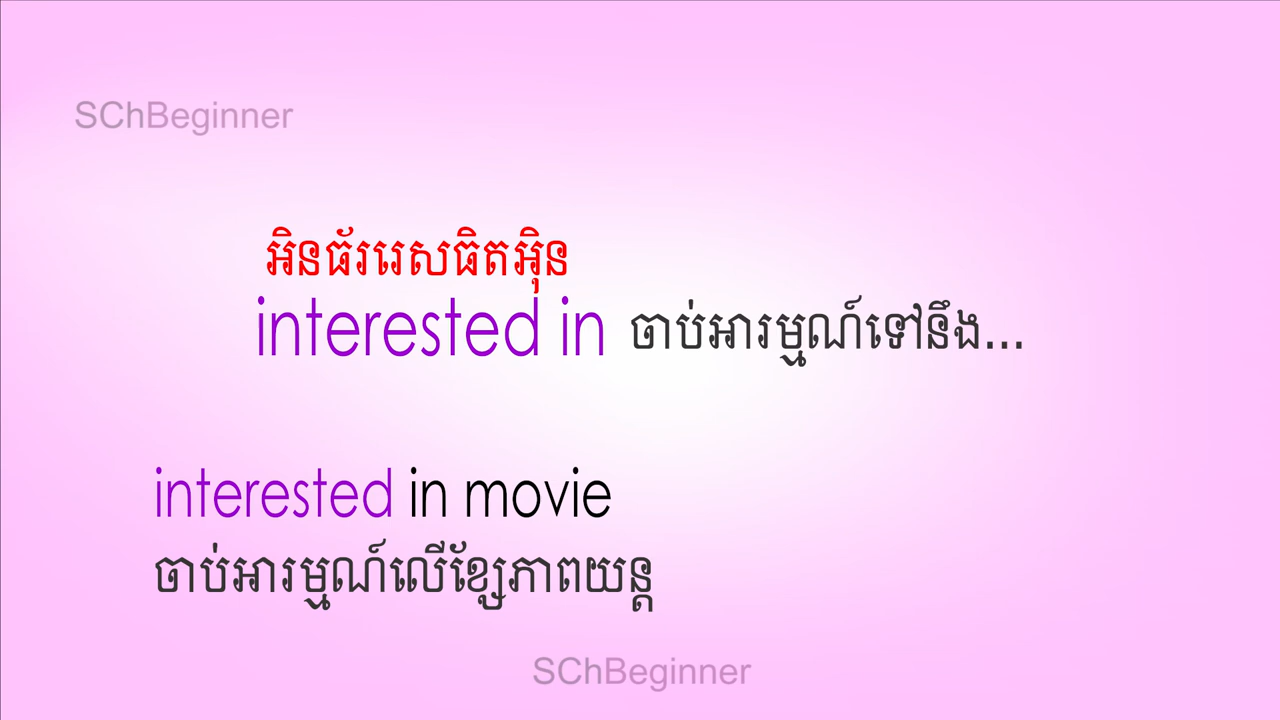 SChBeginner
អិនធ័ររេសធិតអ៊ិន
interested in ចាប់អារម្មណ៍ទៅនឹង...
interested in movie
ចាប់អារម្មណ៍លើខ្សែភាពយន្ត
SChBeginner